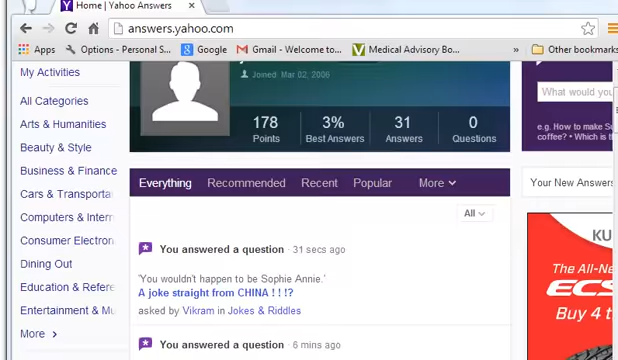 Home | Yahoo Answers
answers.yahoo.com
Apps Options - Personal S... Google Gmail - Welcome to... Medical Advisory Bo... » Other bookmarks
My Activities
All Categories
Arts & Humanities
Beauty & Style
Business & Finance
Cars & Transporta
Computers & Intern
Consumer Electron
Dining Out
Education & Refere
Entertainment & Mu
More >
Joined: Mar 02, 2006
178 3% 31 0
Points Best Answers Answers Questions
Everything Recommended Recent Popular More
All
You answered a question · 31 secs ago
'You wouldn't happen to be Sophie Annie.'
A joke straight from CHINA ! ! !?
asked by Vikram in Jokes & Riddles
You answered a question · 6 mins ago
What would you
e.g. How to make Su
coffee? • Which is th
Your New Answers
KU
The All-Ne
ECS
Buy 4 t